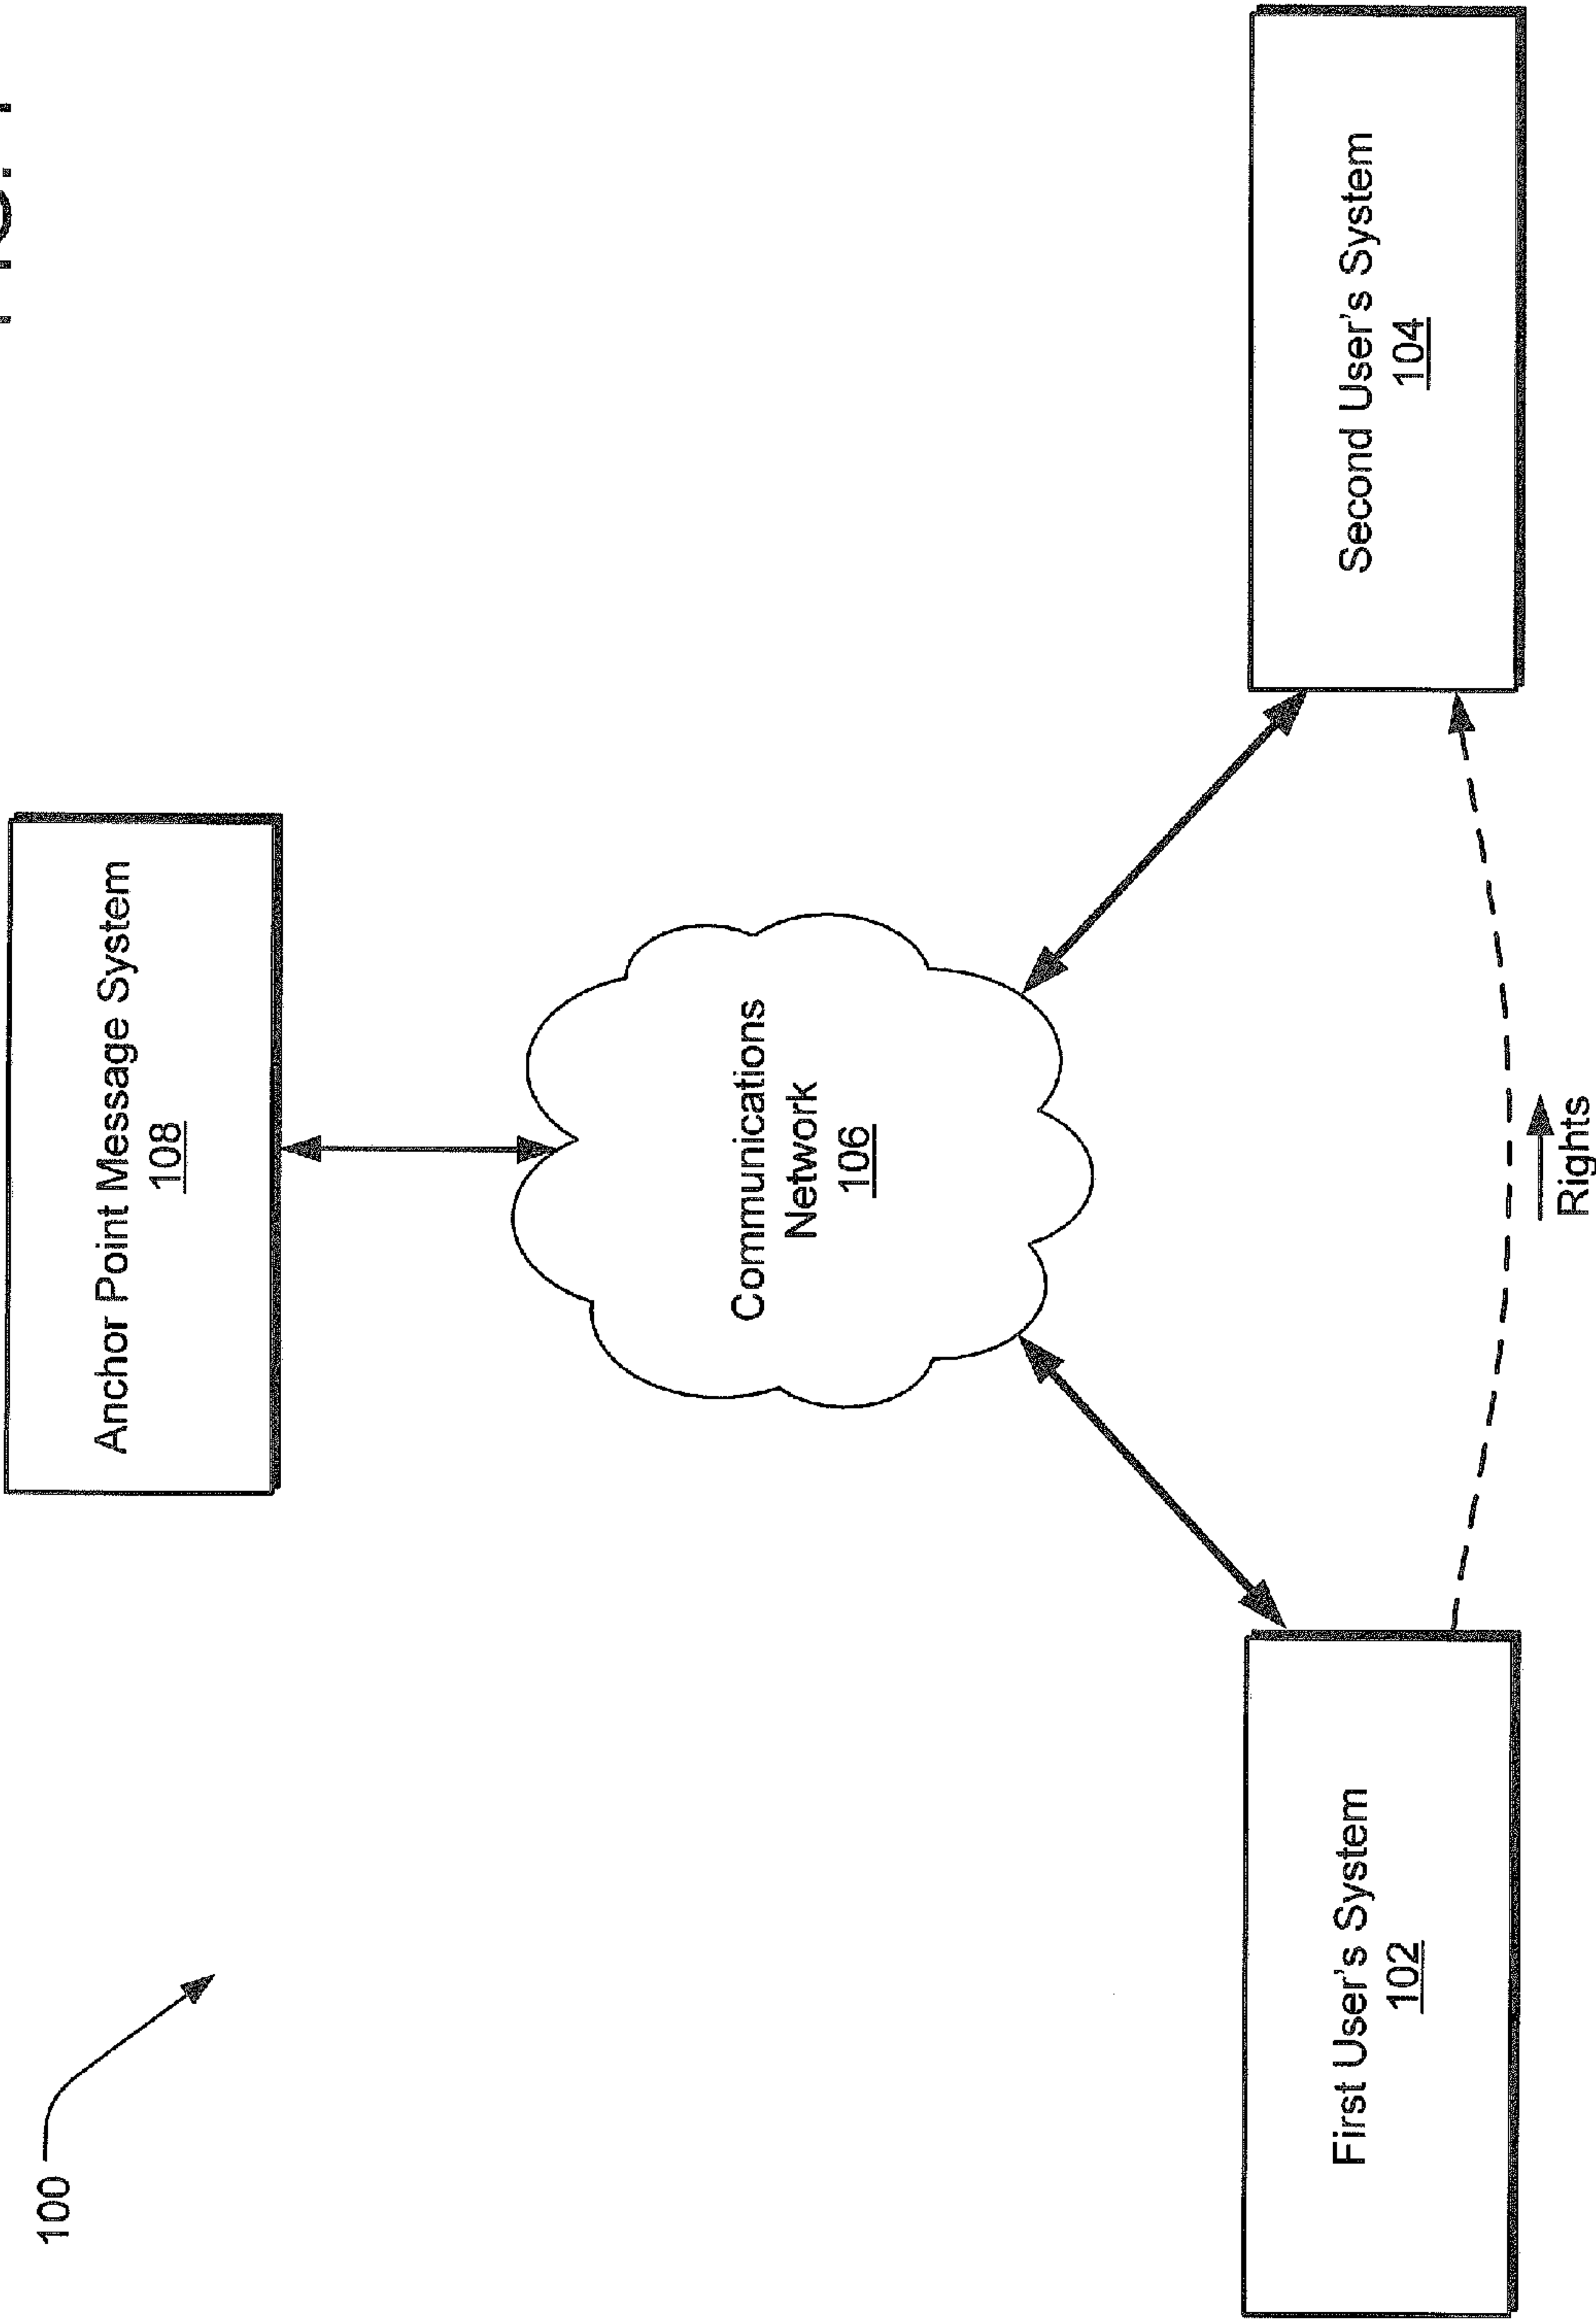 100
Anchor Point Message System
108
Communications
Network
106
First User's System
102
Second User's System
104
Rights